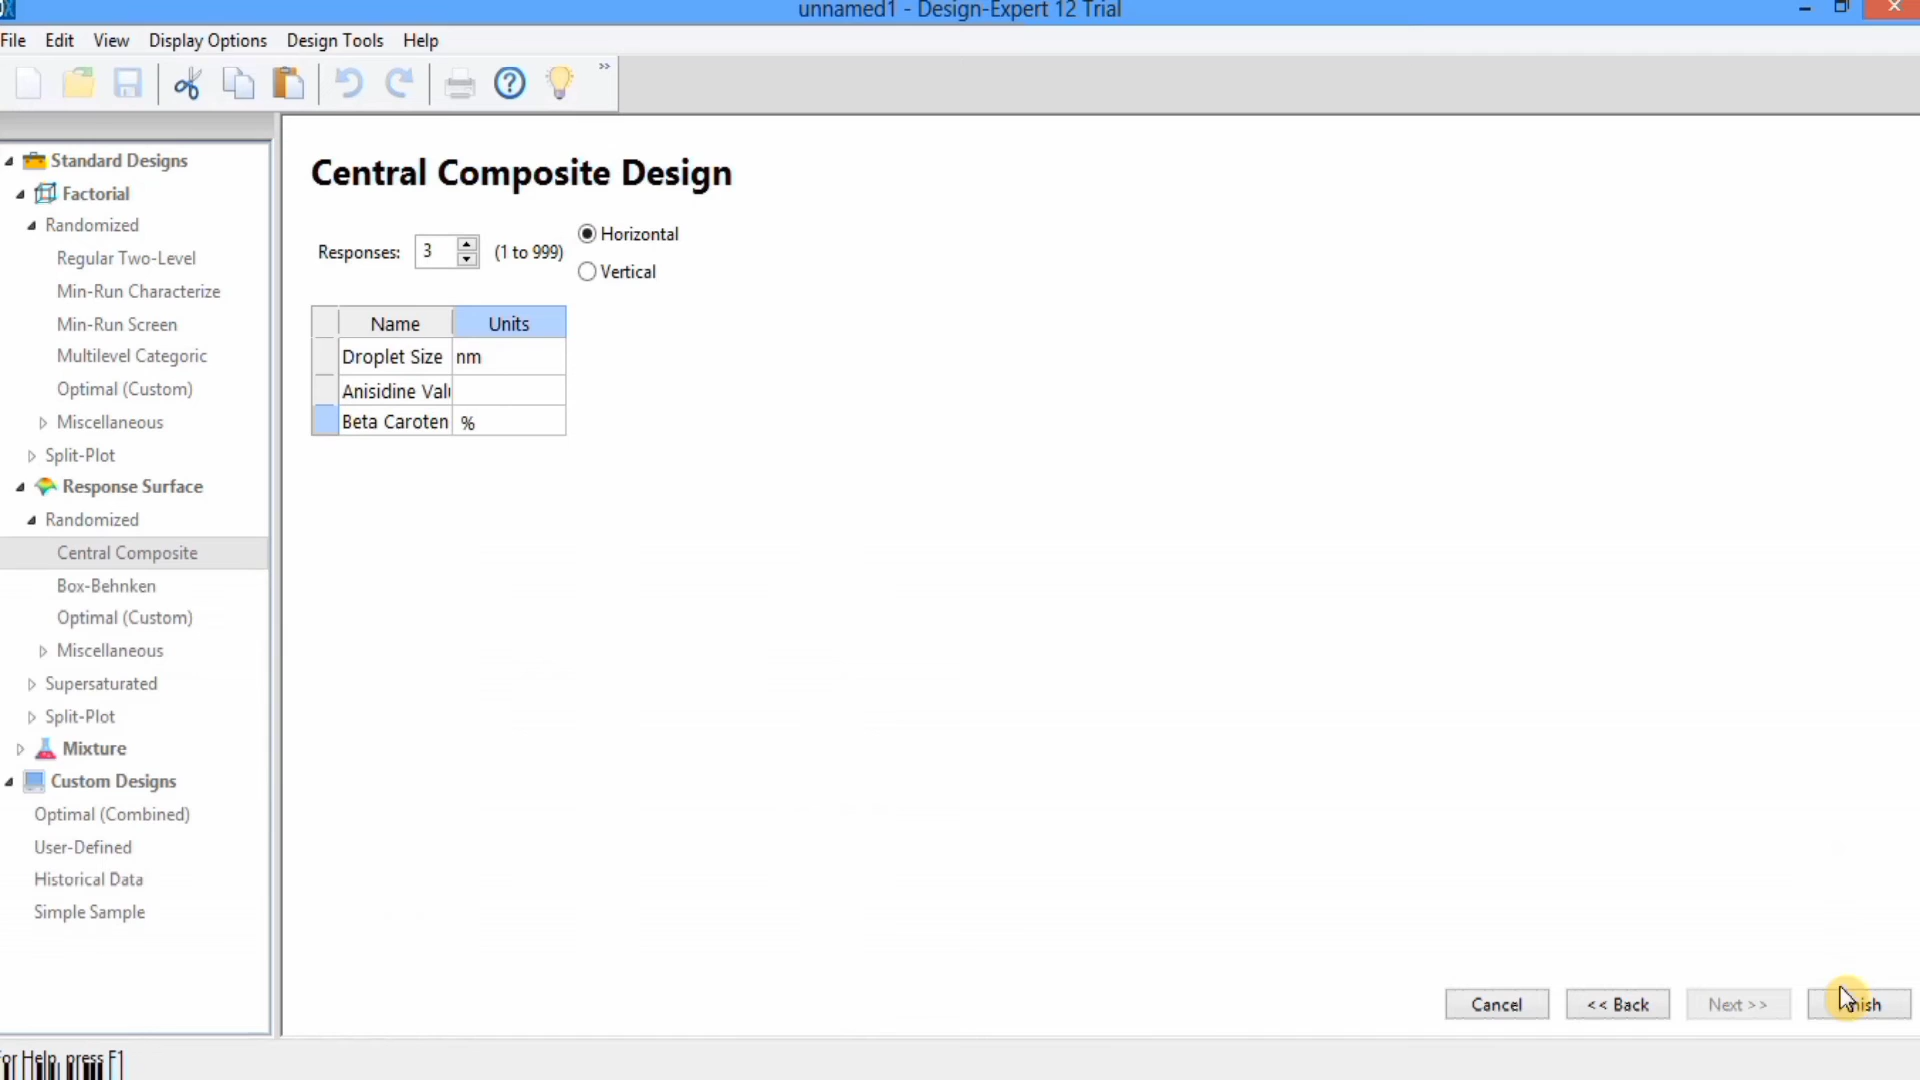 unnamed1 - Design-Expert 12 Trial
File Edit View Display Options Design Tools Help
Standard Designs
Factorial
Randomized
Regular Two-Level
Min-Run Characterize
Min-Run Screen
Multilevel Categoric
Optimal (Custom)
Miscellaneous
Split-Plot
Response Surface
Randomized
Central Composite
Box-Behnken
Optimal (Custom)
Miscellaneous
Supersaturated
Split-Plot
Mixture
Custom Designs
Optimal (Combined)
User-Defined
Historical Data
Simple Sample
Central Composite Design
Responses: 3 (1 to 999)
Horizontal
Vertical
Name Units
Droplet Size nm
Anisidine Val
Beta Caroten %
Cancel << Back Next >>
or Help, press F1